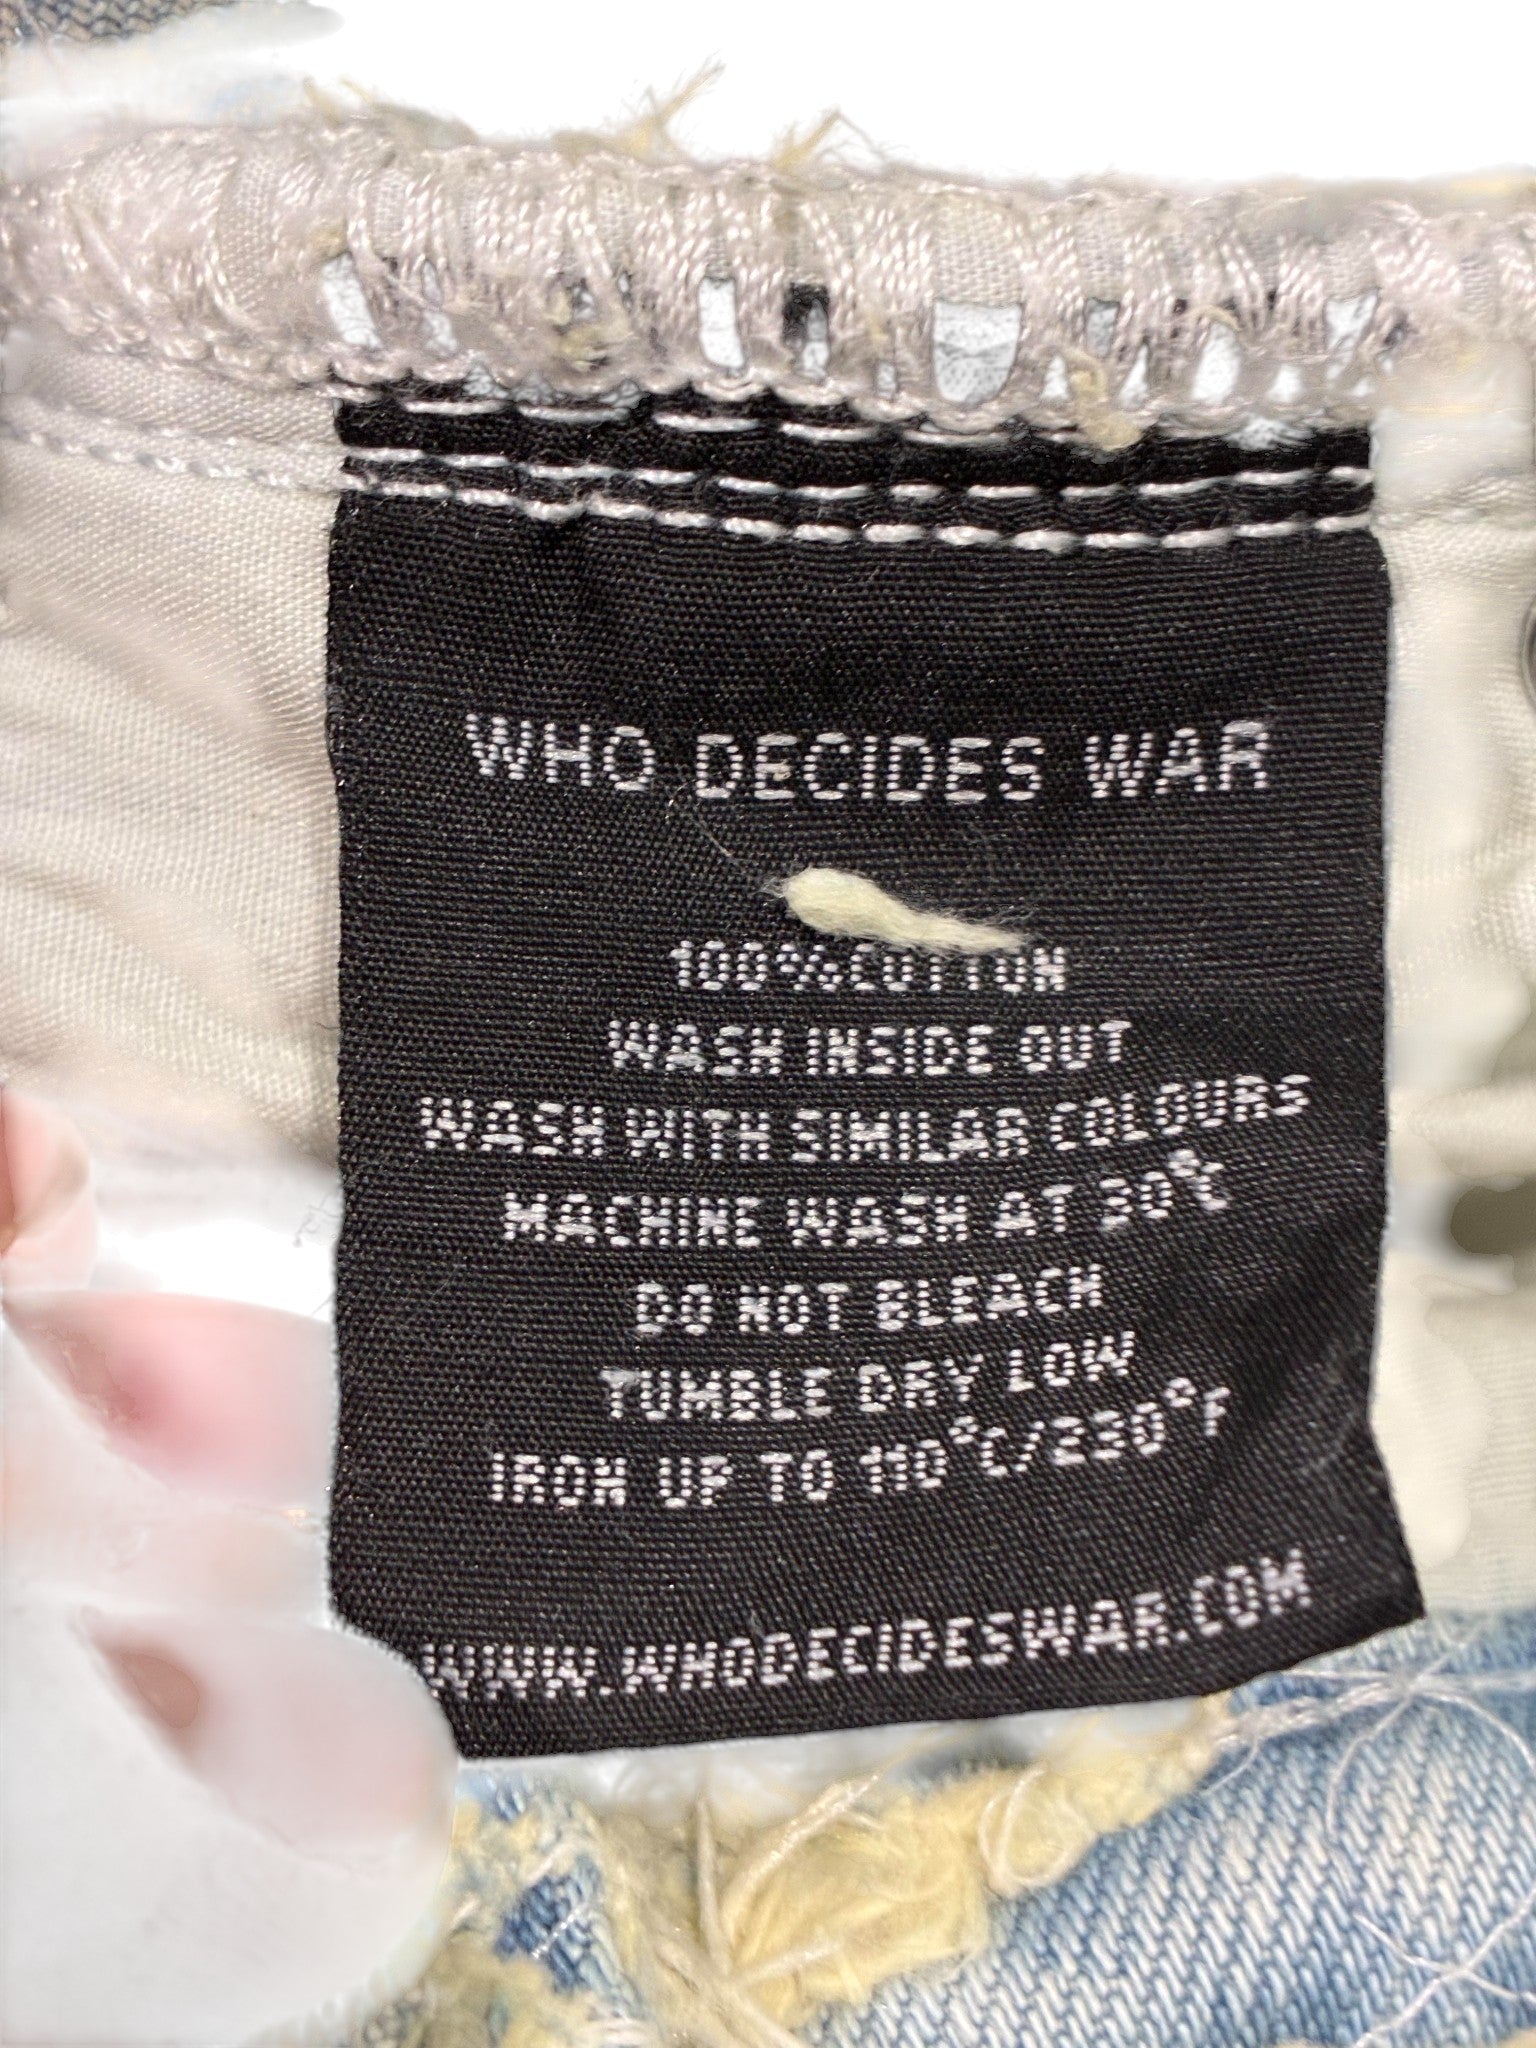 WHO DECIDES WAR
100%COTTON
WASH INSIDE OUT
WASH WITH SIMILAR COLOURS
MACHINE WASH AT 30°C
DO NOT BLEACH
TUMBLE DRY LOW
IRON UP TO 110°C/230°F
WWW.WHODECIDESWAR.COM